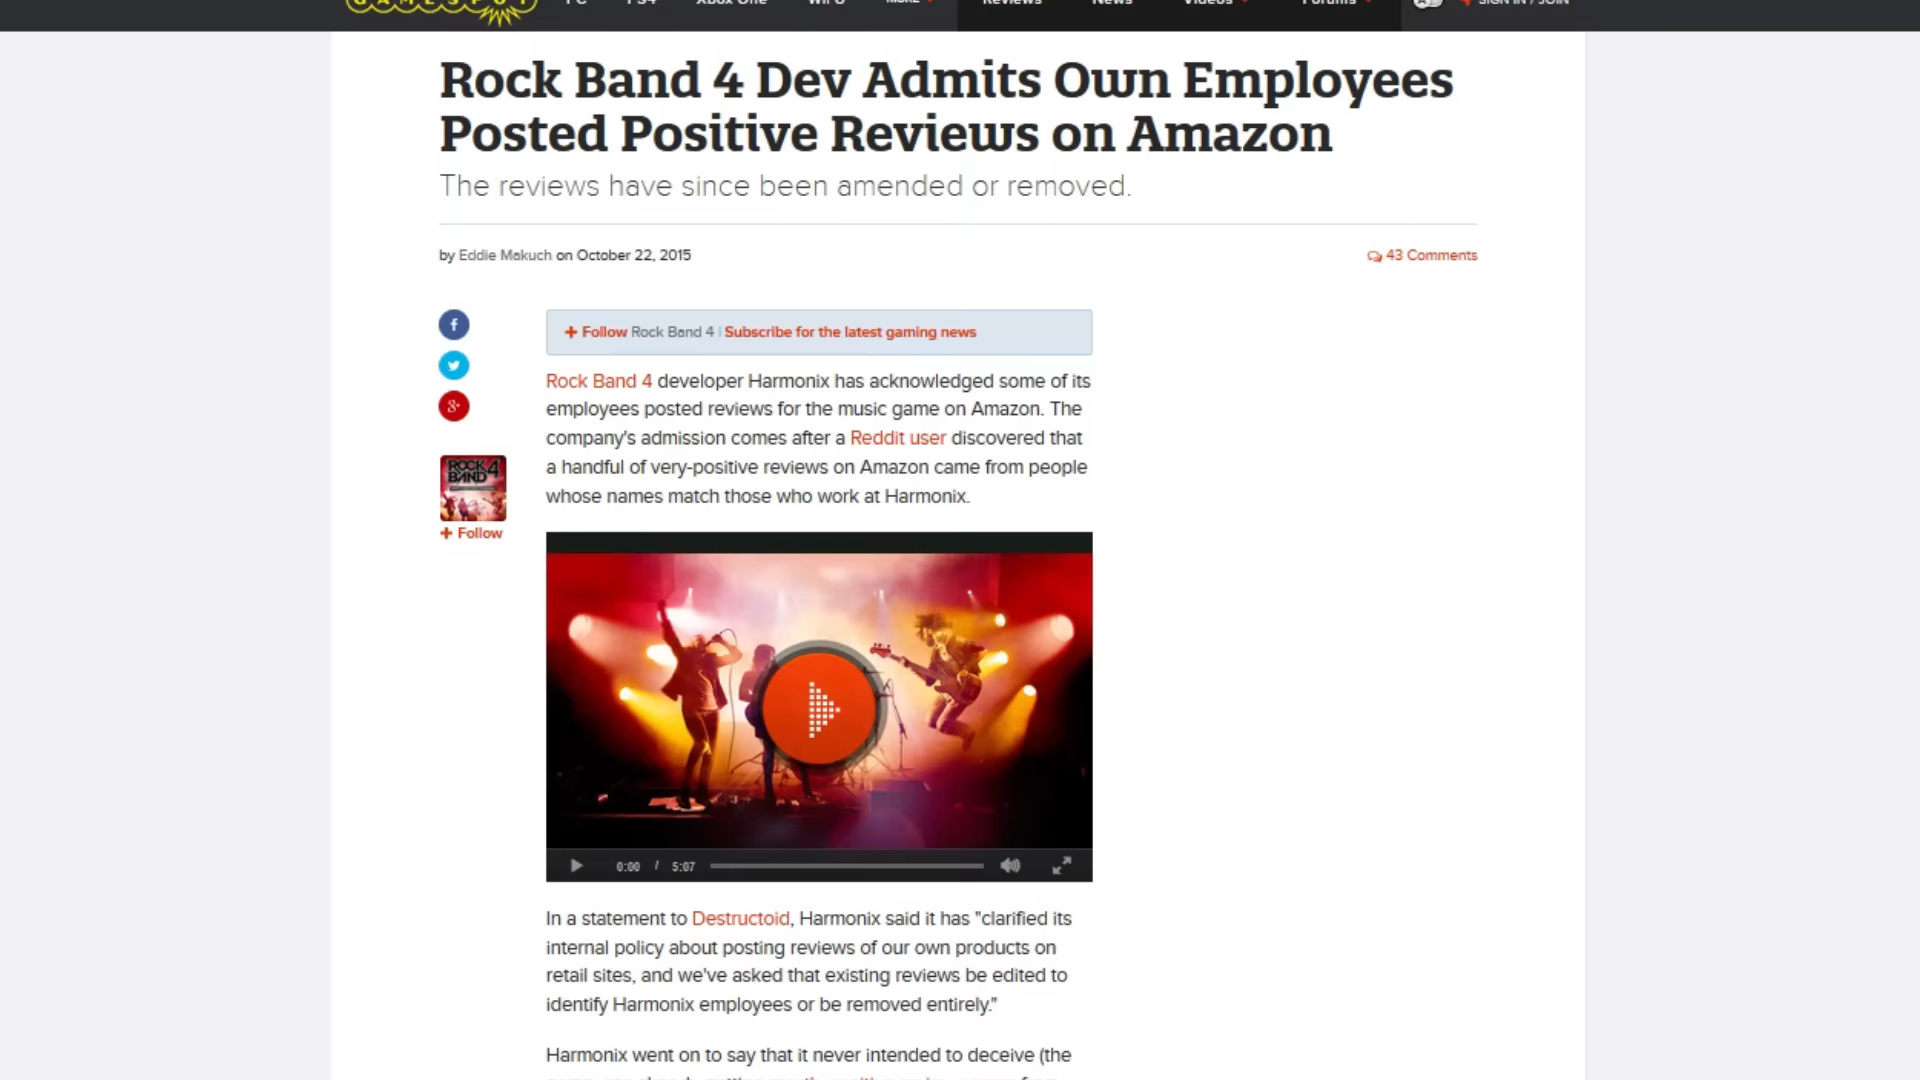 GAMESPOT PC PS4 Xbox One Wii U MORE Reviews News Videos Forums SIGN IN / JOIN
Rock Band 4 Dev Admits Own Employees
Posted Positive Reviews on Amazon
The reviews have since been amended or removed.
by Eddie Makuch on October 22, 2015
43 Comments
Follow Rock Band 4 | Subscribe for the latest gaming news
Rock Band 4 developer Harmonix has acknowledged some of its
employees posted reviews for the music game on Amazon. The
company's admission comes after a Reddit user discovered that
a handful of very-positive reviews on Amazon came from people
whose names match those who work at Harmonix.
ROCK
BAND 4
+ Follow
0:00 / 5:07
In a statement to Destructoid, Harmonix said it has "clarified its
internal policy about posting reviews of our own products on
retail sites, and we've asked that existing reviews be edited to
identify Harmonix employees or be removed entirely."
Harmonix went on to say that it never intended to deceive (the